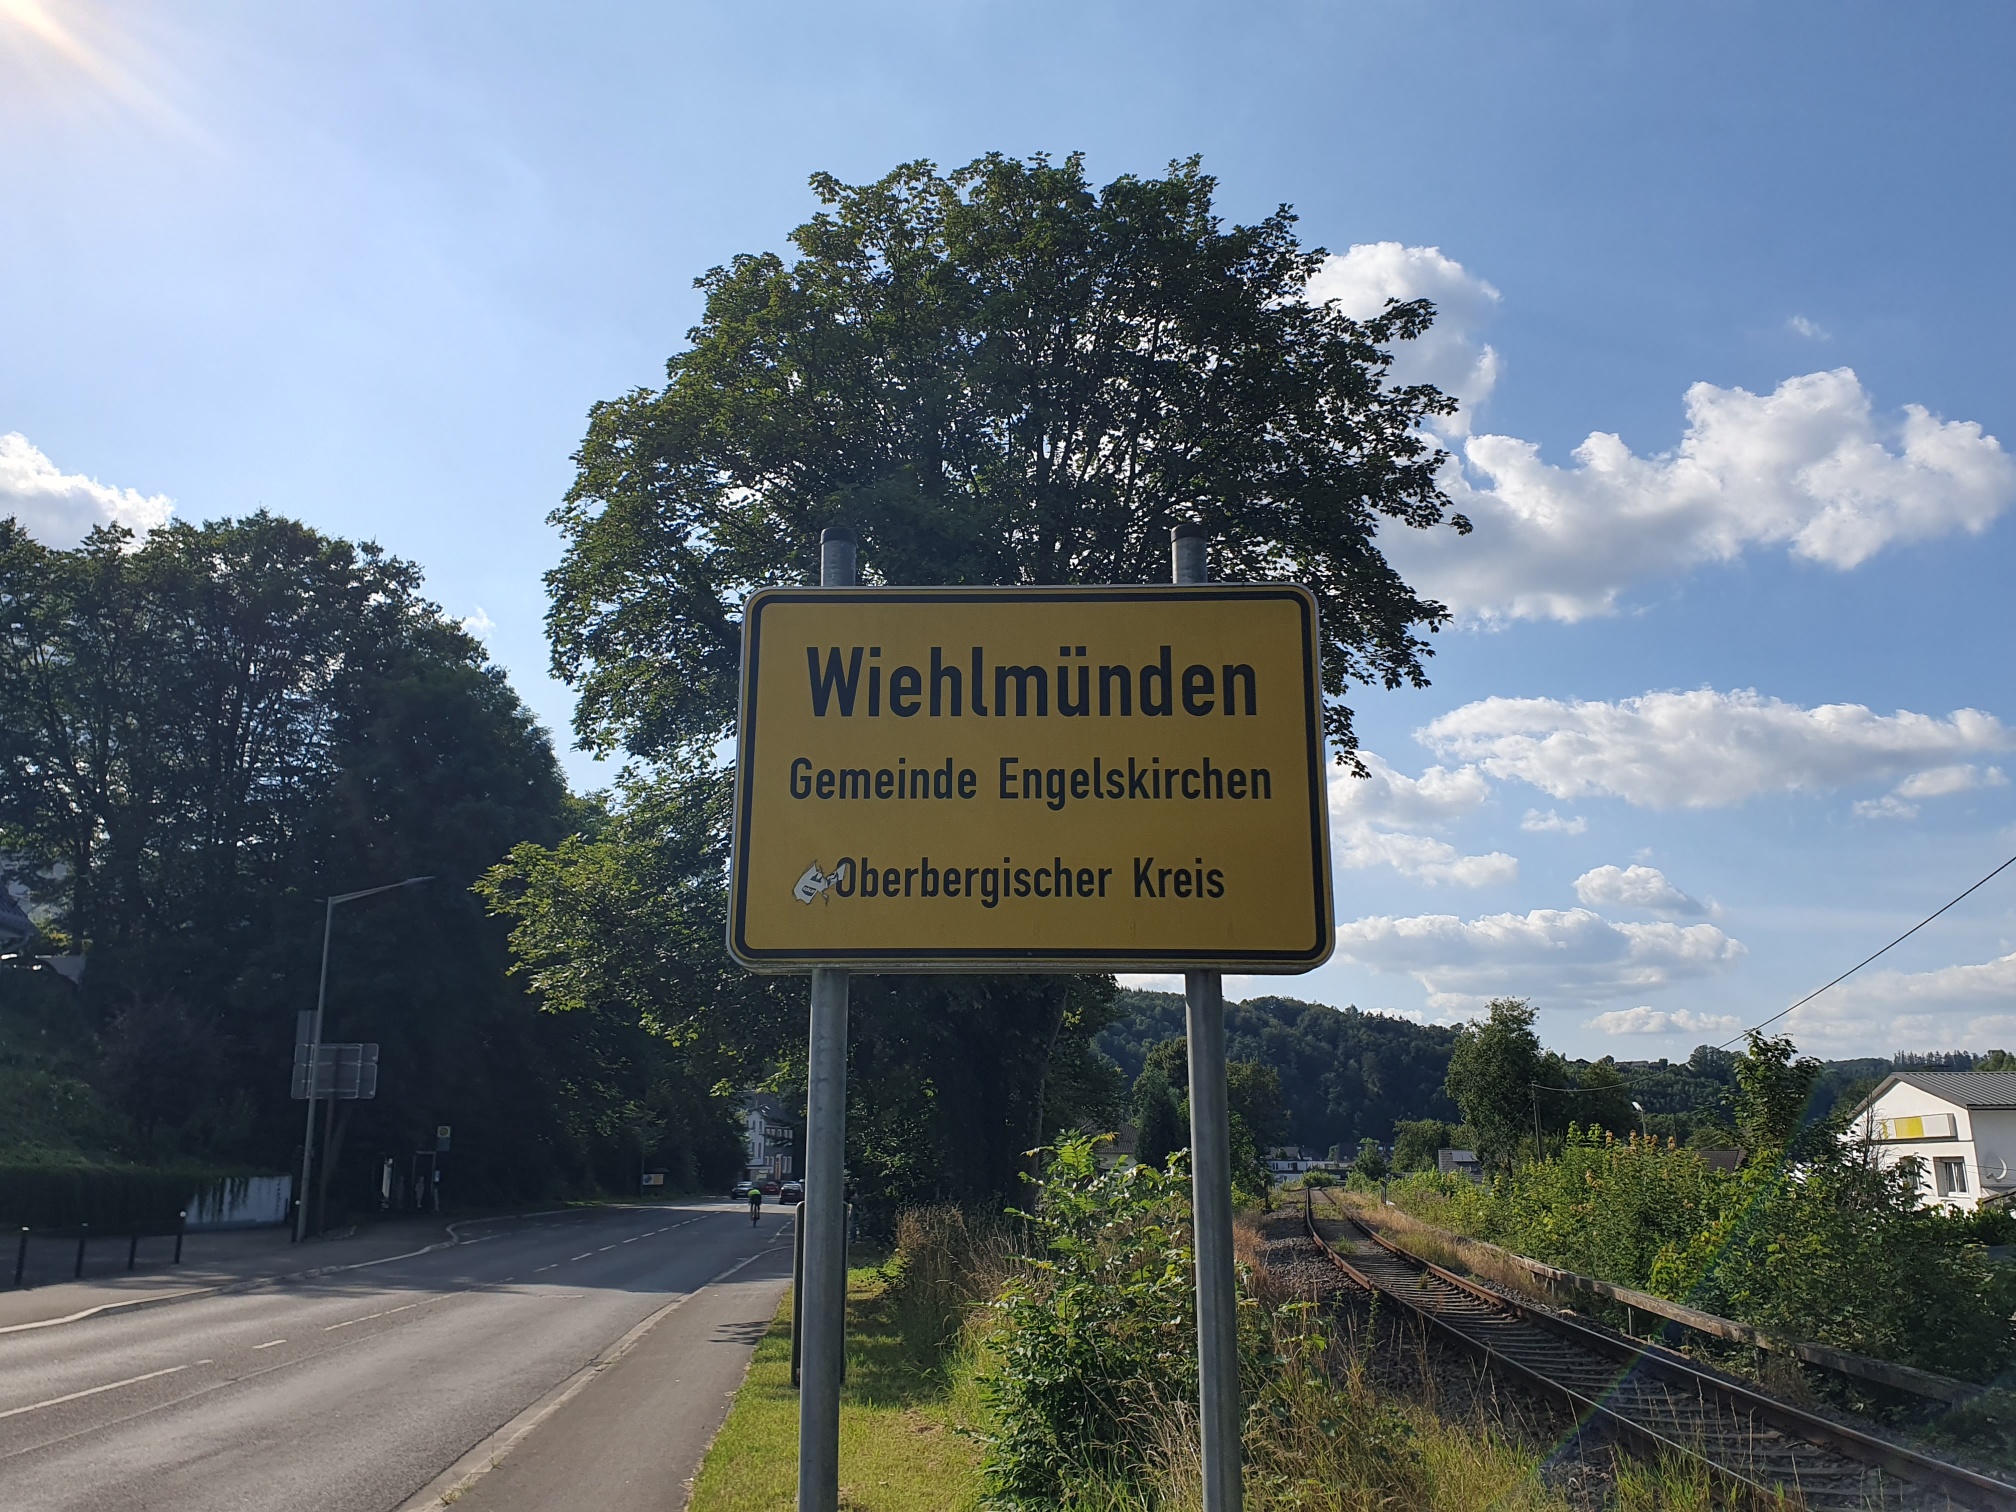 Wiehlmünden
Gemeinde Engelskirchen
Oberbergischer Kreis